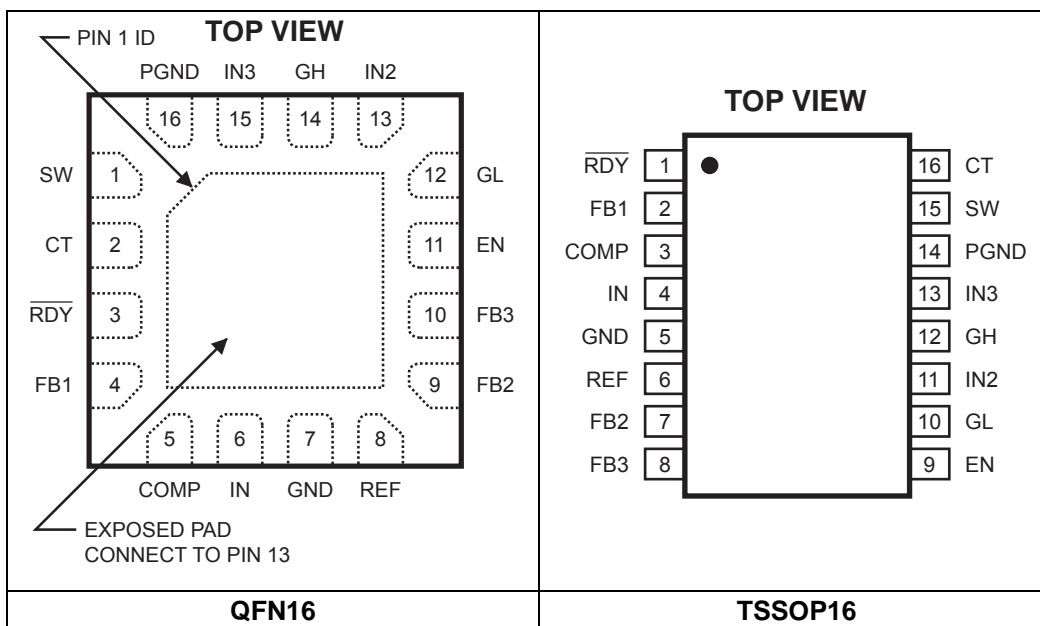 TOP VIEW
PIN 1 ID
PGND IN3 GH IN2
16 15 14 13
SW 1 12 GL
CT 2 11 EN
RDY 3 10 FB3
FB1 4 9 FB2
5 6 7 8
COMP IN GND REF
EXPOSED PAD
CONNECT TO PIN 13
QFN16
TOP VIEW
RDY 1 16 CT
FB1 2 15 SW
COMP 3 14 PGND
IN 4 13 IN3
GND 5 12 GH
REF 6 11 IN2
FB2 7 10 GL
FB3 8 9 EN
TSSOP16